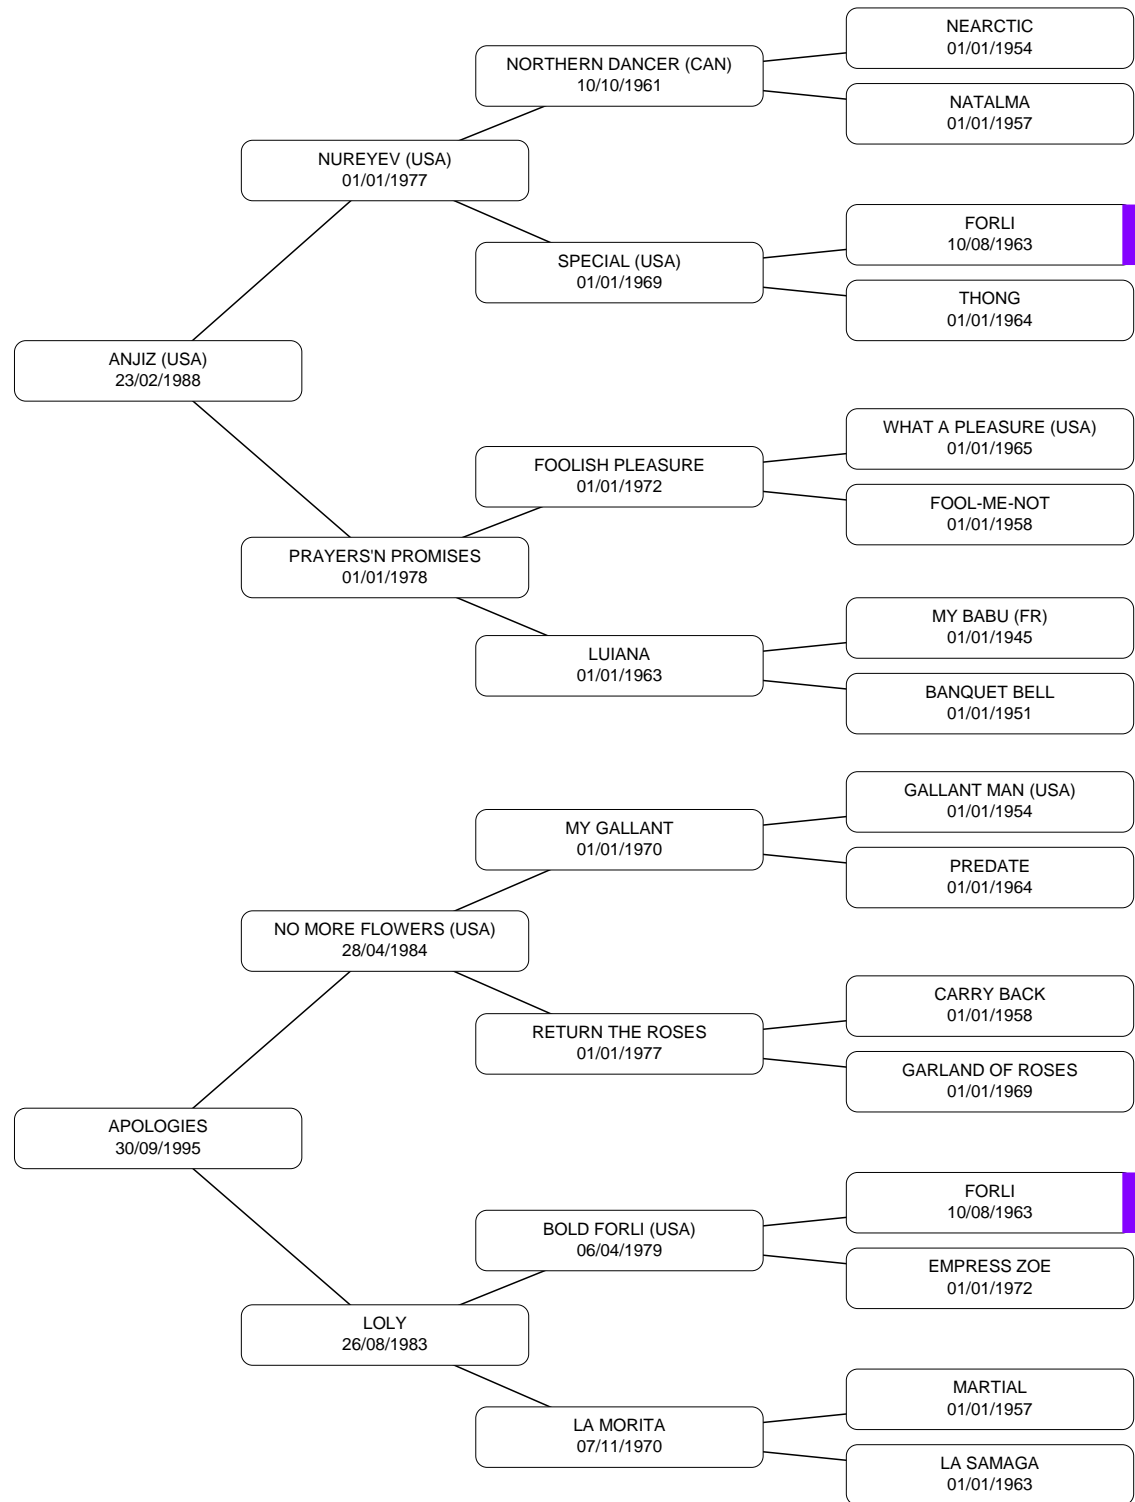 NEARCTIC
01/01/1954
NORTHERN DANCER (CAN)
10/10/1961
NATALMA
01/01/1957
NUREYEV (USA)
01/01/1977
FORLI
10/08/1963
SPECIAL (USA)
01/01/1969
THONG
01/01/1964
ANJIZ (USA)
23/02/1988
WHAT A PLEASURE (USA)
01/01/1965
FOOLISH PLEASURE
01/01/1972
FOOL-ME-NOT
01/01/1958
PRAYERS'N PROMISES
01/01/1978
MY BABU (FR)
01/01/1945
LUIANA
01/01/1963
BANQUET BELL
01/01/1951
GALLANT MAN (USA)
01/01/1954
MY GALLANT
01/01/1970
PREDATE
01/01/1964
NO MORE FLOWERS (USA)
28/04/1984
CARRY BACK
01/01/1958
RETURN THE ROSES
01/01/1977
GARLAND OF ROSES
01/01/1969
APOLOGIES
30/09/1995
FORLI
10/08/1963
BOLD FORLI (USA)
06/04/1979
EMPRESS ZOE
01/01/1972
LOLY
26/08/1983
MARTIAL
01/01/1957
LA MORITA
07/11/1970
LA SAMAGA
01/01/1963